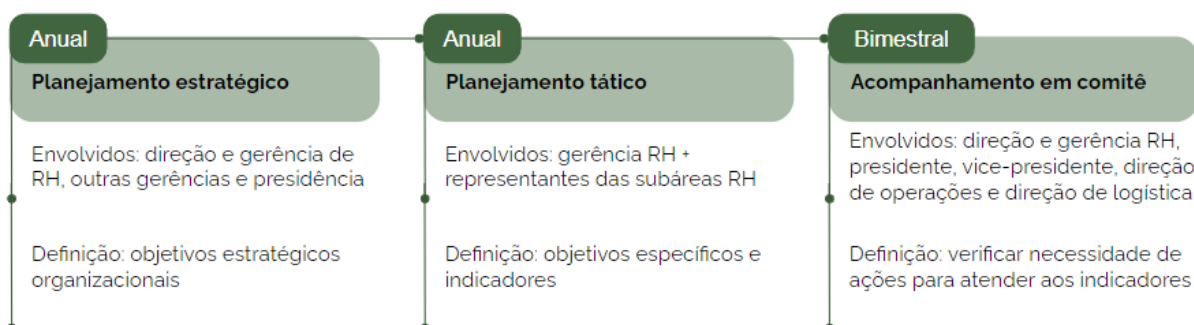 Anual
Planejamento estratégico
Envolvidos: direção e gerência de
RH, outras gerências e presidência
Definição: objetivos estratégicos
organizacionais
Anual
Planejamento tático
Envolvidos: gerência RH +
representantes das subáreas RH
Definição: objetivos específicos e
indicadores
Bimestral
Acompanhamento em comitê
Envolvidos: direção e gerência RH,
presidente, vice-presidente, direção
de operações e direção de logística
Definição: verificar necessidade de
ações para atender aos indicadores